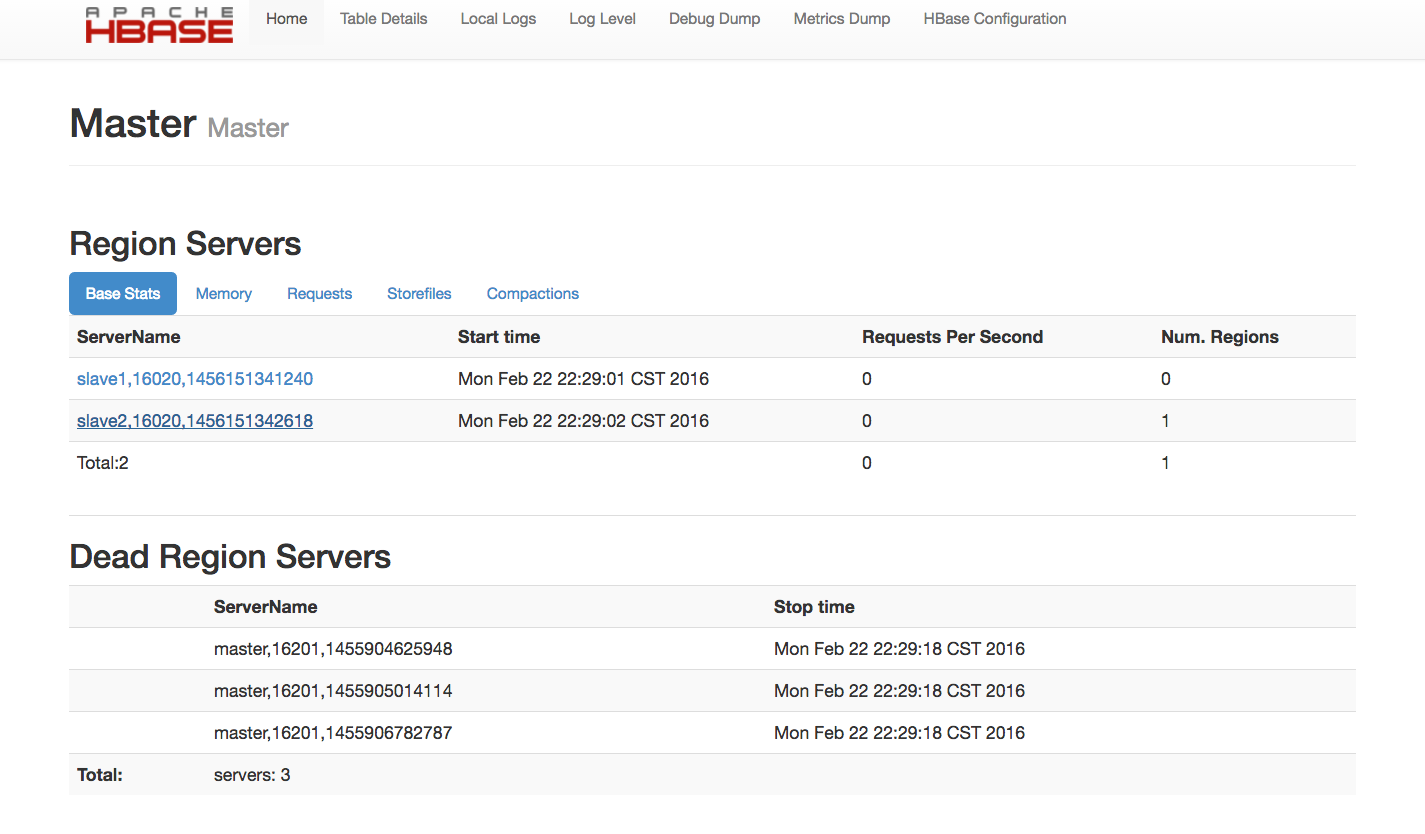 APACHE HBASE Home Table Details Local Logs Log Level Debug Dump Metrics Dump HBase Configuration
Master Master
Region Servers
Base Stats Memory Requests Storefiles Compactions
ServerName Start time Requests Per Second Num. Regions
slave1,16020,1456151341240 Mon Feb 22 22:29:01 CST 2016 0 0
slave2,16020,1456151342618 Mon Feb 22 22:29:02 CST 2016 0 1
Total:2 0 1
Dead Region Servers
ServerName Stop time
master,16201,1455904625948 Mon Feb 22 22:29:18 CST 2016
master,16201,1455905014114 Mon Feb 22 22:29:18 CST 2016
master,16201,1455906782787 Mon Feb 22 22:29:18 CST 2016
Total: servers: 3